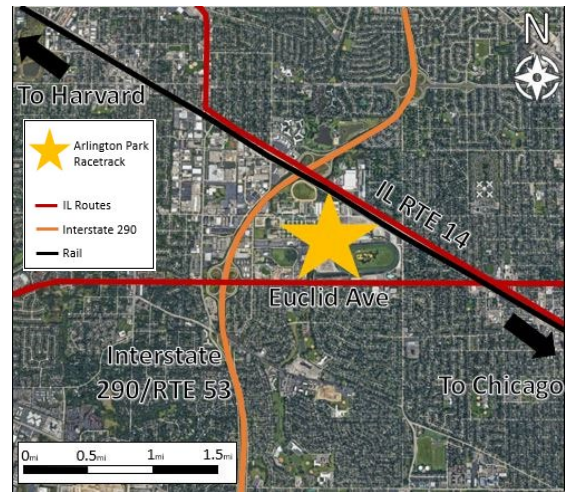 N
To Harvard
Arlington Park
Racetrack
IL Routes
Interstate 290
Rail
IL RTE 14
Euclid Ave
Interstate
290/RTE 53
To Chicago
0mi 0.5mi 1mi 1.5mi